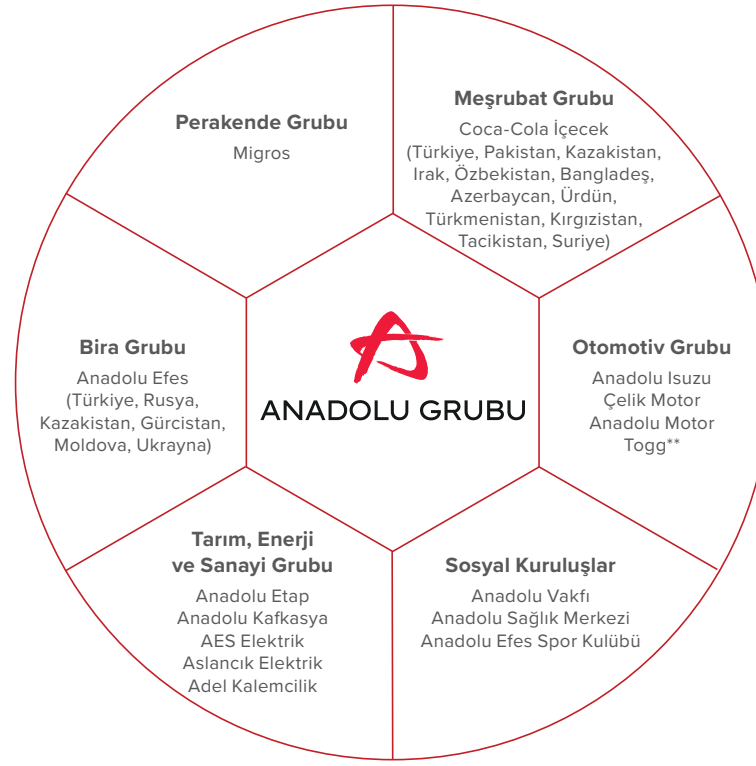 Perakende Grubu
Migros
Meşrubat Grubu
Coca-Cola İçecek
(Türkiye, Pakistan, Kazakistan,
Irak, Özbekistan, Bangladeş,
Azerbaycan, Ürdün,
Türkmenistan, Kırgızistan,
Tacikistan, Suriye)
Bira Grubu
Anadolu Efes
(Türkiye, Rusya,
Kazakistan, Gürcistan,
Moldova, Ukrayna)
ANADOLU GRUBU
Otomotiv Grubu
Anadolu Isuzu
Çelik Motor
Anadolu Motor
Togg**
Tarım, Enerji
ve Sanayi Grubu
Anadolu Etap
Anadolu Kafkasya
AES Elektrik
Aslancık Elektrik
Adel Kalemcilik
Sosyal Kuruluşlar
Anadolu Vakfı
Anadolu Sağlık Merkezi
Anadolu Efes Spor Kulübü